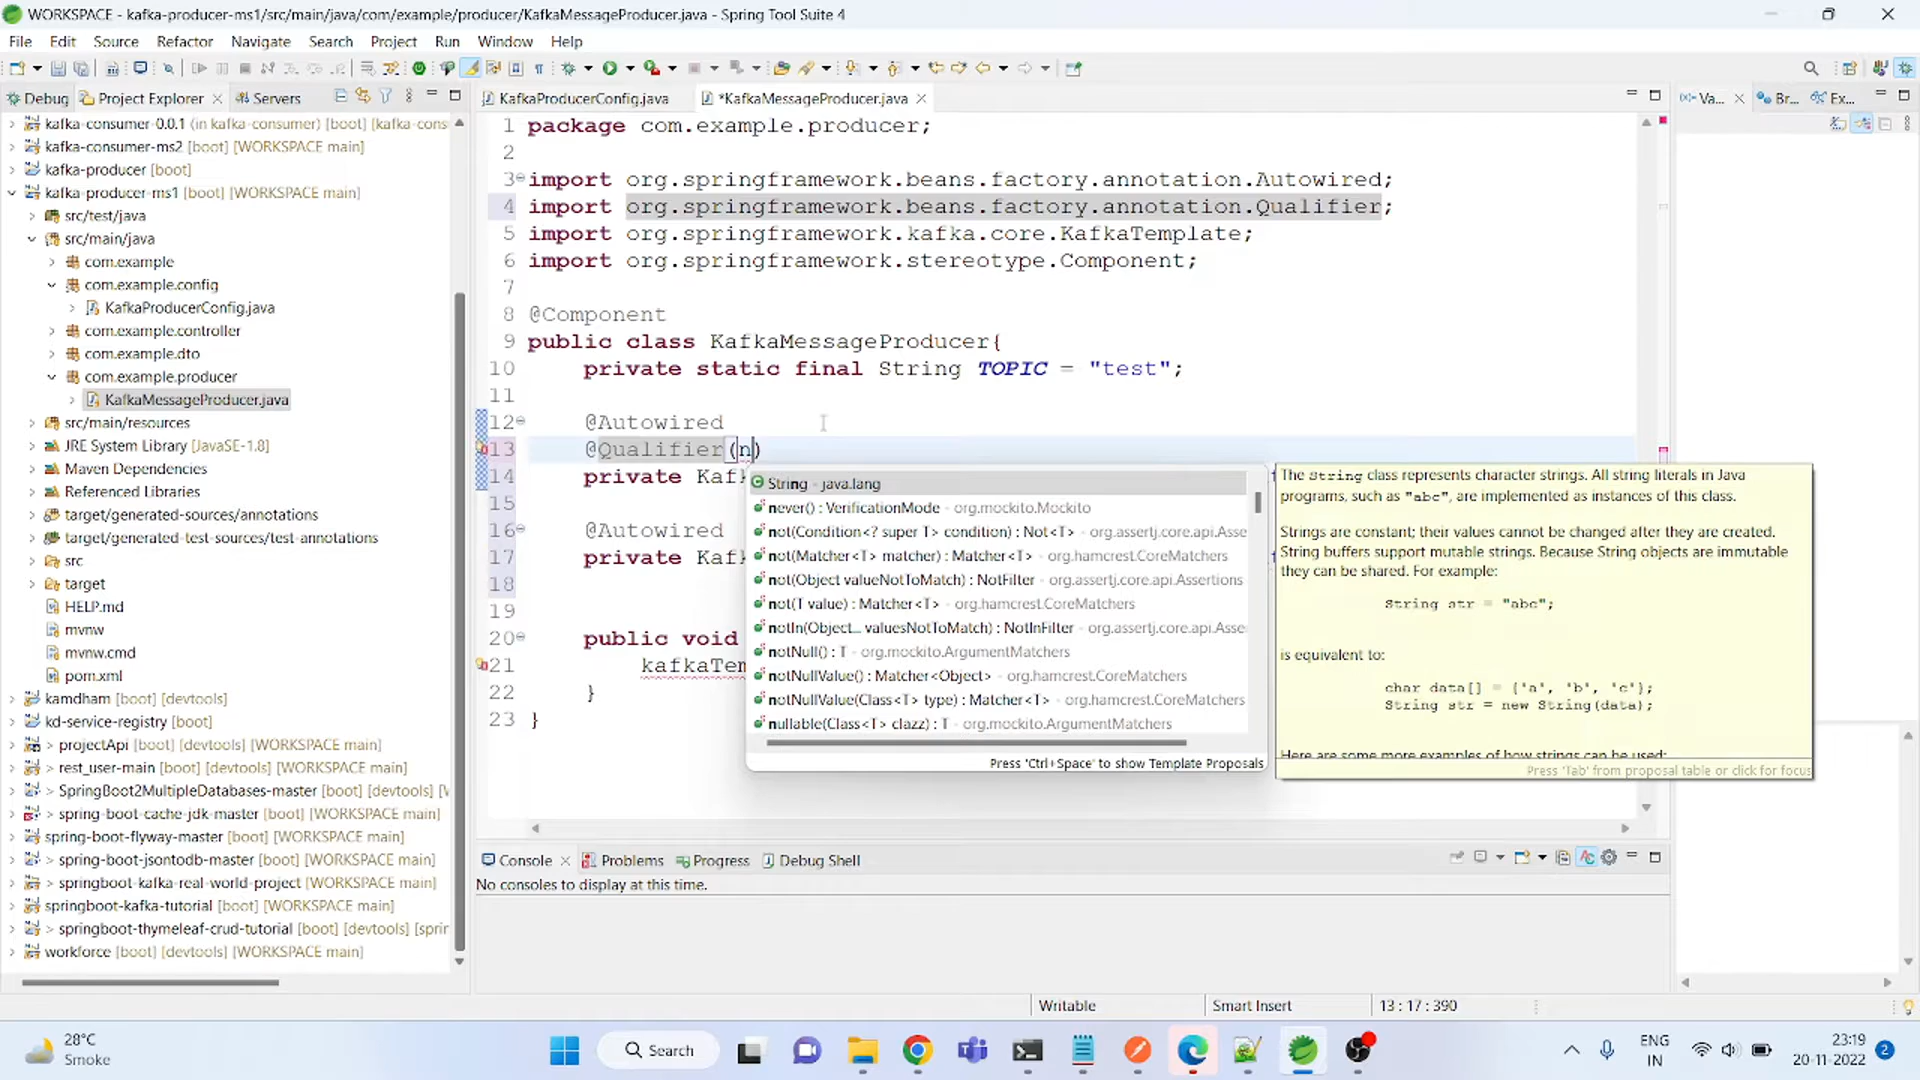 WORKSPACE - kafka-producer-ms1/src/main/java/com/example/producer/KafkaMessageProducer.java - Spring Tool Suite 4
File Edit Source Refactor Navigate Search Project Run Window Help
Debug Project Explorer Servers
kafka-consumer-0.0.1 (in kafka-consumer) [boot] [kafka-cons
kafka-consumer-ms2 [boot] [WORKSPACE main]
kafka-producer [boot]
kafka-producer-ms1 [boot] [WORKSPACE main]
src/test/java
src/main/java
com.example
com.example.config
KafkaProducerConfig.java
com.example.controller
com.example.dto
com.example.producer
KafkaMessageProducer.java
src/main/resources
JRE System Library [JavaSE-1.8]
Maven Dependencies
Referenced Libraries
target/generated-sources/annotations
target/generated-test-sources/test-annotations
src
target
HELP.md
mvnw
mvnw.cmd
pom.xml
kamdham [boot] [devtools]
kd-service-registry [boot]
> projectApi [boot] [devtools] [WORKSPACE main]
> rest_user-main [boot] [devtools] [WORKSPACE main]
> SpringBoot2MultipleDatabases-master [boot] [devtools] [W
> spring-boot-cache-jdk-master [boot] [WORKSPACE main]
spring-boot-flyway-master [boot] [WORKSPACE main]
> spring-boot-jsontodb-master [boot] [WORKSPACE main]
> springboot-kafka-real-world-project [boot] [WORKSPACE main]
springboot-kafka-tutorial [boot] [WORKSPACE main]
> springboot-thymeleaf-crud-tutorial [boot] [devtools] [sprin
workforce [boot] [devtools] [WORKSPACE main]
KafkaProducerConfig.java *KafkaMessageProducer.java
1 package com.example.producer;
2
3 import org.springframework.beans.factory.annotation.Autowired;
4 import org.springframework.beans.factory.annotation.Qualifier;
5 import org.springframework.kafka.core.KafkaTemplate;
6 import org.springframework.stereotype.Component;
7
8 @Component
9 public class KafkaMessageProducer{
10 private static final String TOPIC = "test";
11
12 @Autowired
13 @Qualifier(n)
14 private Kaf
15
16 @Autowired
17 private Kaf
18
19
20 public void
21 kafkaTem
22 }
23 }
String - java.lang
never() : VerificationMode - org.mockito.Mockito
not(Condition<? super T> condition) : Not<T> - org.assertj.core.api.Asse
not(Matcher<T> matcher) : Matcher<T> - org.hamcrest.CoreMatchers
not(Object valueNotToMatch) : NotFilter - org.assertj.core.api.Assertions
not(T value) : Matcher<T> - org.hamcrest.CoreMatchers
notIn(Object... valuesNotToMatch) : NotInFilter - org.assertj.core.api.Asse
notNull() : T - org.mockito.ArgumentMatchers
notNullValue() : Matcher<Object> - org.hamcrest.CoreMatchers
notNullValue(Class<T> type) : Matcher<T> - org.hamcrest.CoreMatchers
nullable(Class<T> clazz) : T - org.mockito.ArgumentMatchers
Press 'Ctrl+Space' to show Template Proposals
The String class represents character strings. All string literals in Java
programs, such as "abc", are implemented as instances of this class.
Strings are constant; their values cannot be changed after they are created.
String buffers support mutable strings. Because String objects are immutable
they can be shared. For example:
String str = "abc";
is equivalent to:
char data[] = {'a', 'b', 'c'};
String str = new String(data);
Here are some more examples of how strings can be used:
Press 'Tab' from proposal table or click for focus
Va... Br... Ex...
Console Problems Progress Debug Shell
No consoles to display at this time.
Writable Smart Insert 13 : 17 : 390
28°C
Smoke
Search
ENG
IN
23:19
20-11-2022
2